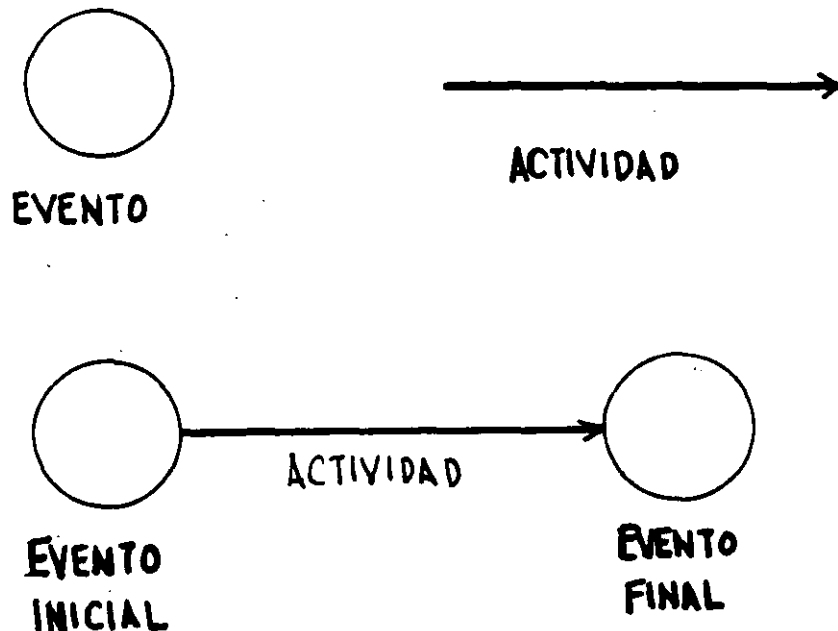 EVENTO
ACTIVIDAD
ACTIVIDAD
EVENTO
INICIAL
EVENTO
FINAL